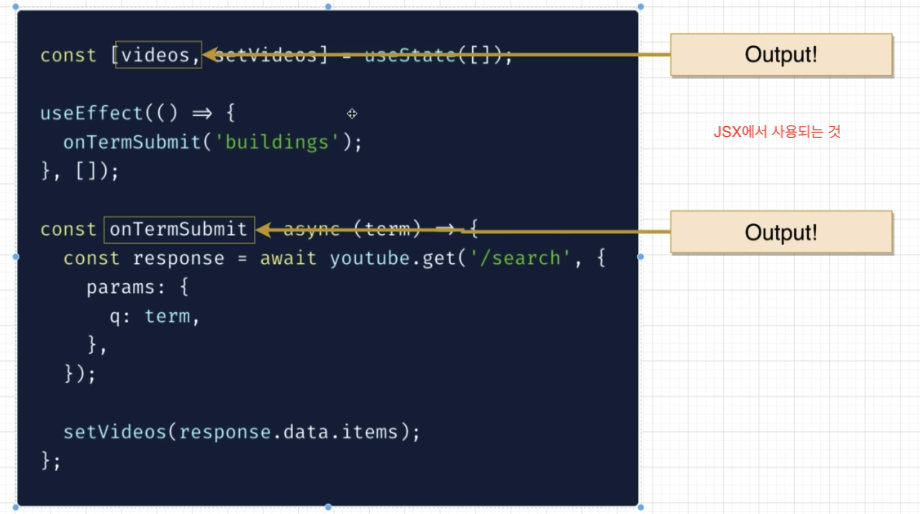 const [videos, setVideos] = useState([]);
Output!
useEffect(() => {
onTermSubmit('buildings');
}, []);
JSX에서 사용되는 것
const onTermSubmit = async (term) => {
Output!
const response = await youtube.get('/search', {
params: {
q: term,
},
});
setVideos(response.data.items);
};